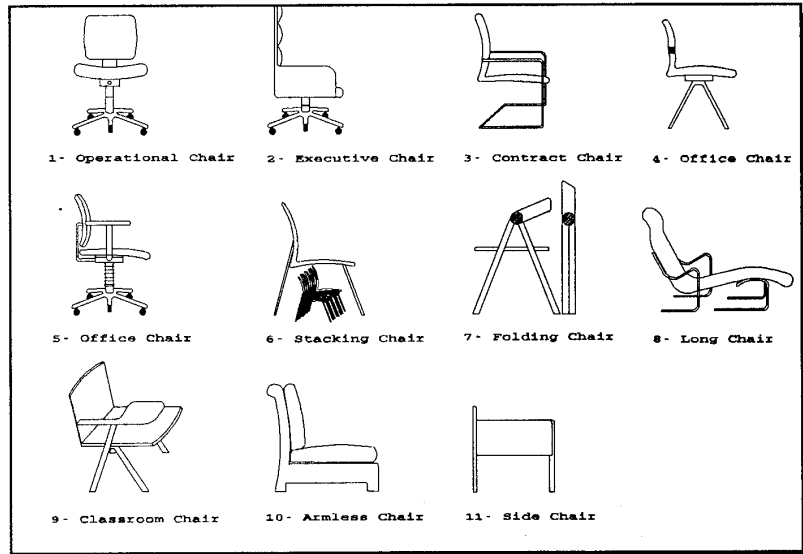 1- Operational Chair
2- Executive Chair
3- Contract Chair
4- Office Chair
5- Office Chair
6- Stacking Chair
7- Folding Chair
8- Long Chair
9- Classroom Chair
10- Armless Chair
11- Side Chair